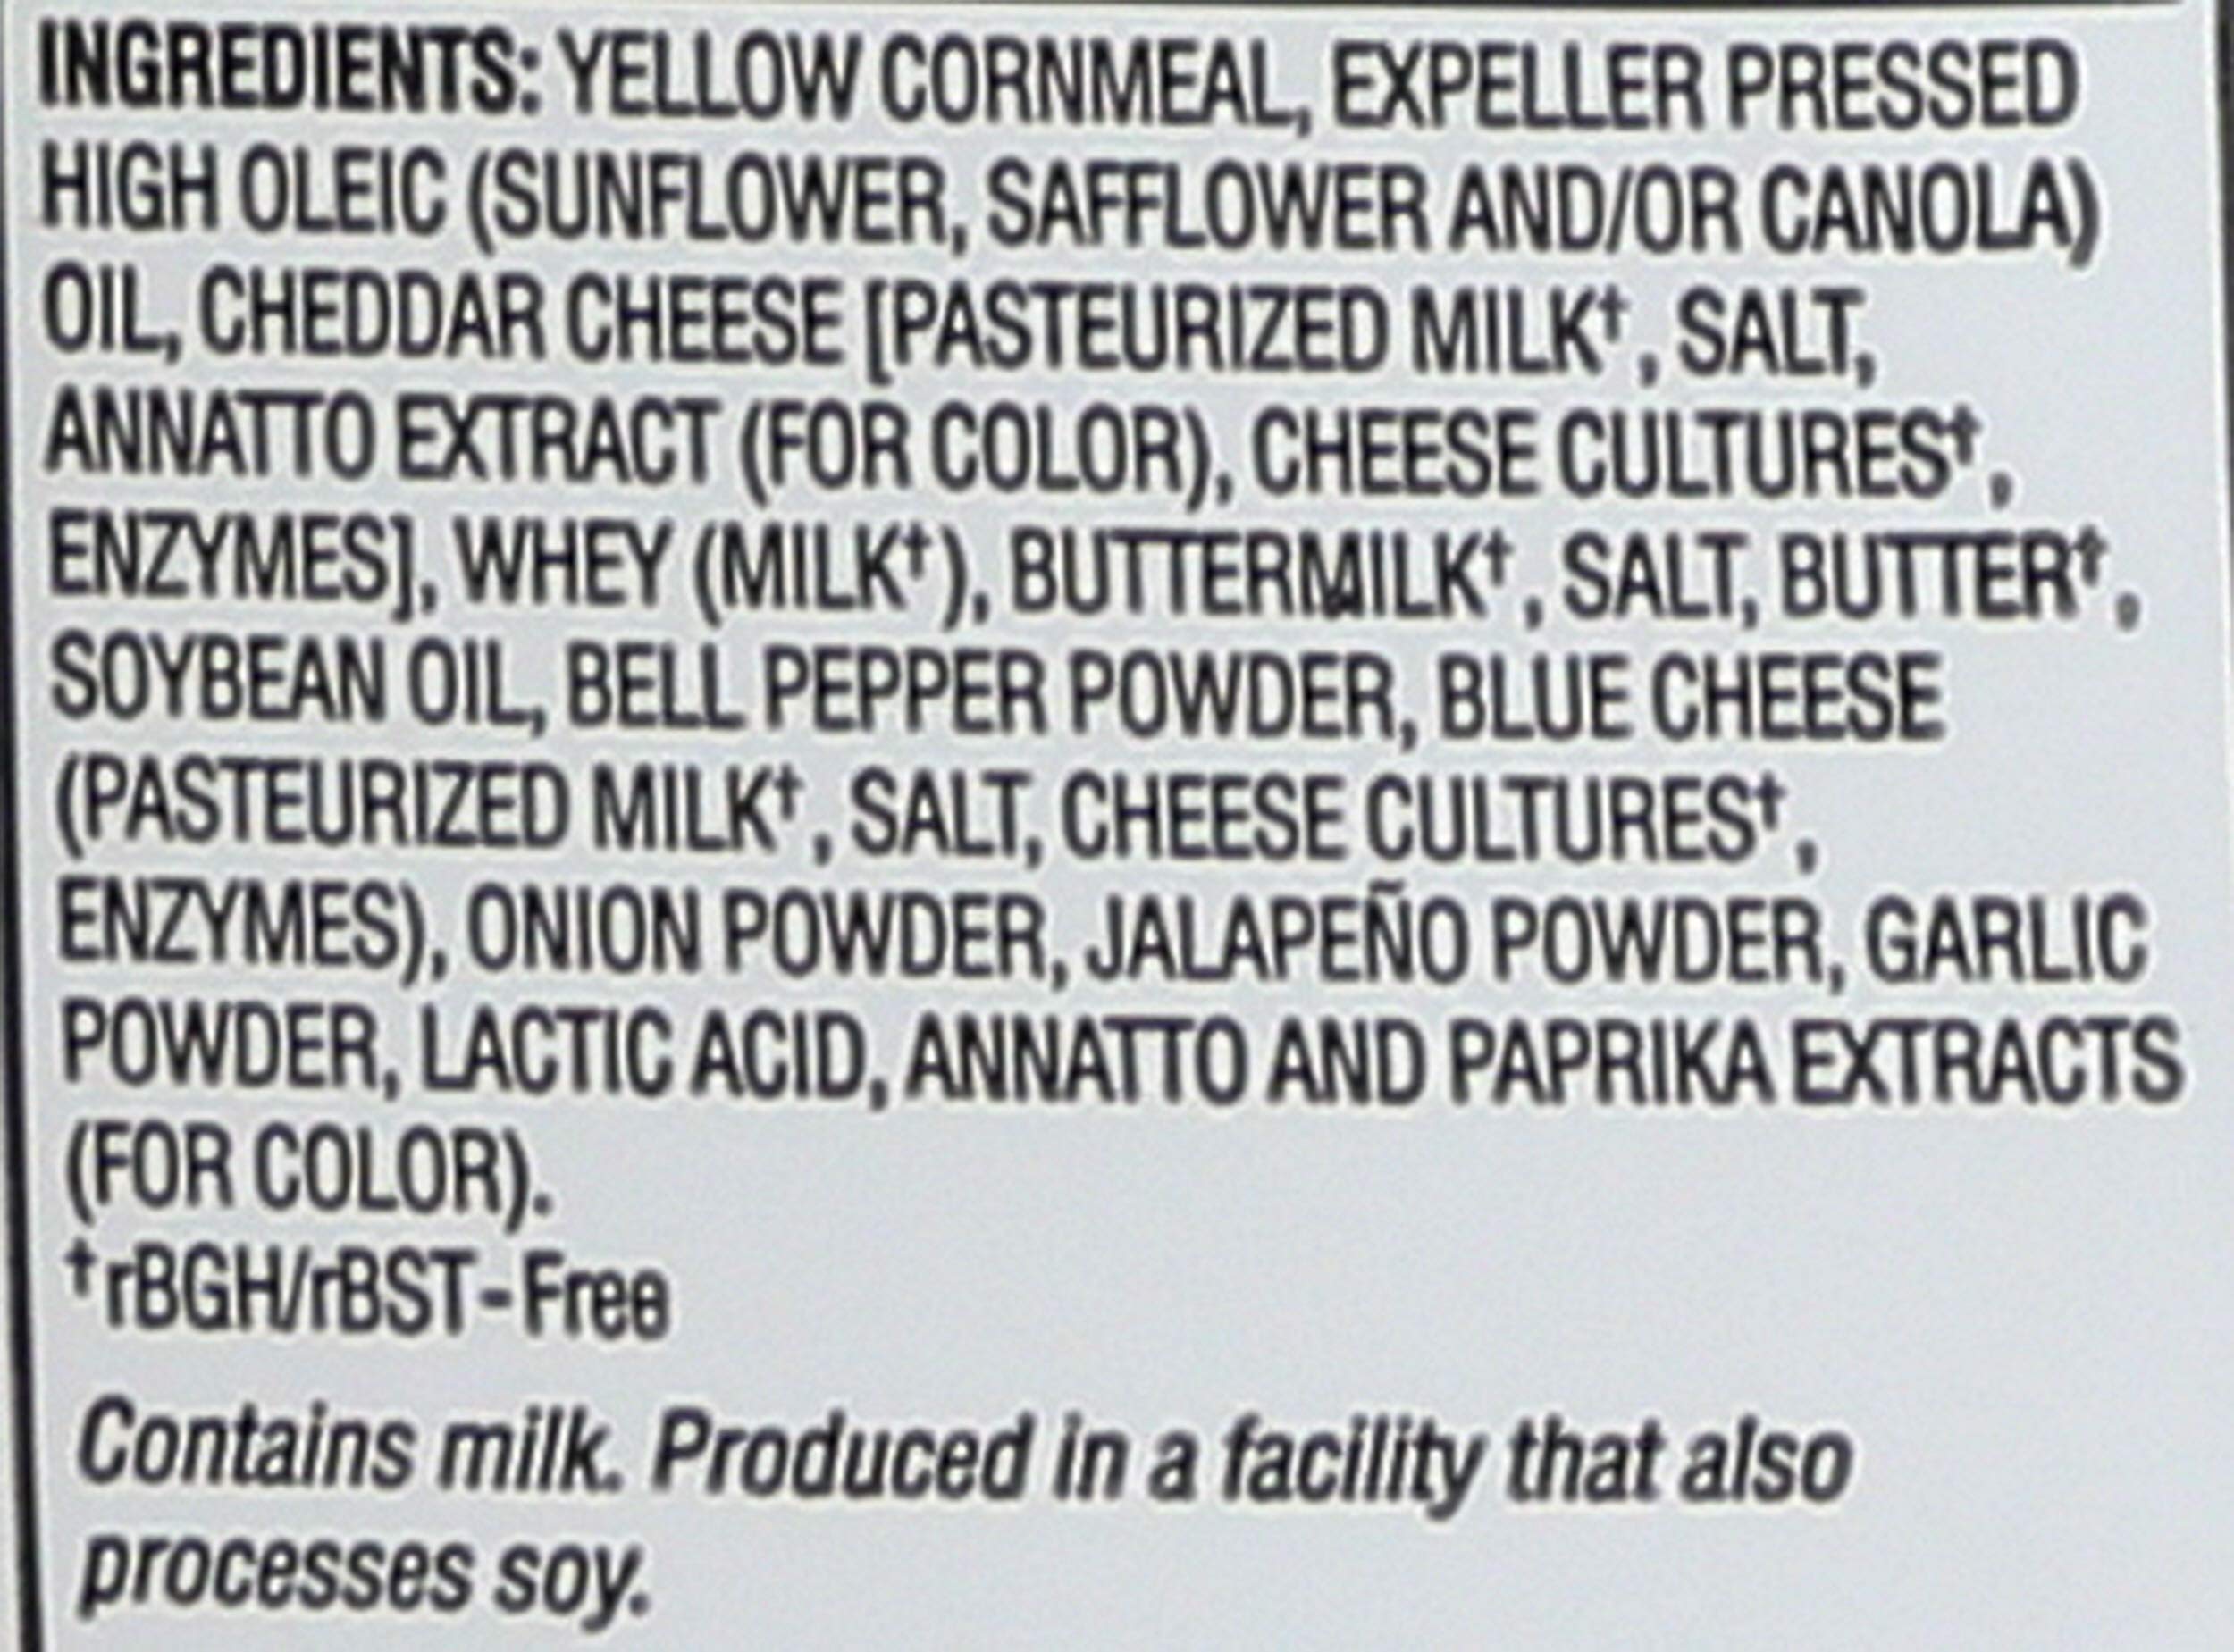 INGREDIENTS: YELLOW CORNMEAL, EXPELLER PRESSED
HIGH OLEIC (SUNFLOWER, SAFFLOWER AND/OR CANOLA)
OIL, CHEDDAR CHEESE [PASTEURIZED MILK†, SALT,
ANNATTO EXTRACT (FOR COLOR), CHEESE CULTURES†,
ENZYMES], WHEY (MILK†), BUTTERMILK†, SALT, BUTTER†,
SOYBEAN OIL, BELL PEPPER POWDER, BLUE CHEESE
(PASTEURIZED MILK†, SALT, CHEESE CULTURES†,
ENZYMES), ONION POWDER, JALAPEÑO POWDER, GARLIC
POWDER, LACTIC ACID, ANNATTO AND PAPRIKA EXTRACTS
(FOR COLOR).
†rBGH/rBST-Free
Contains milk. Produced in a facility that also
processes soy.